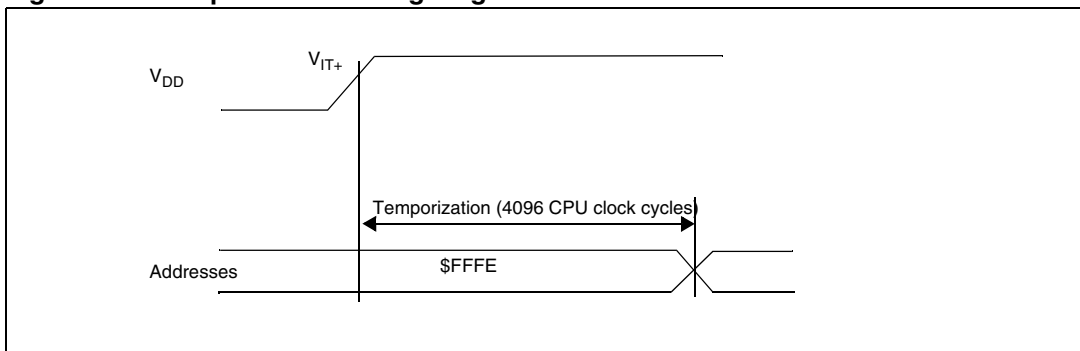 V_IT+
V_DD
Temporization (4096 CPU clock cycles)
Addresses
$FFFE